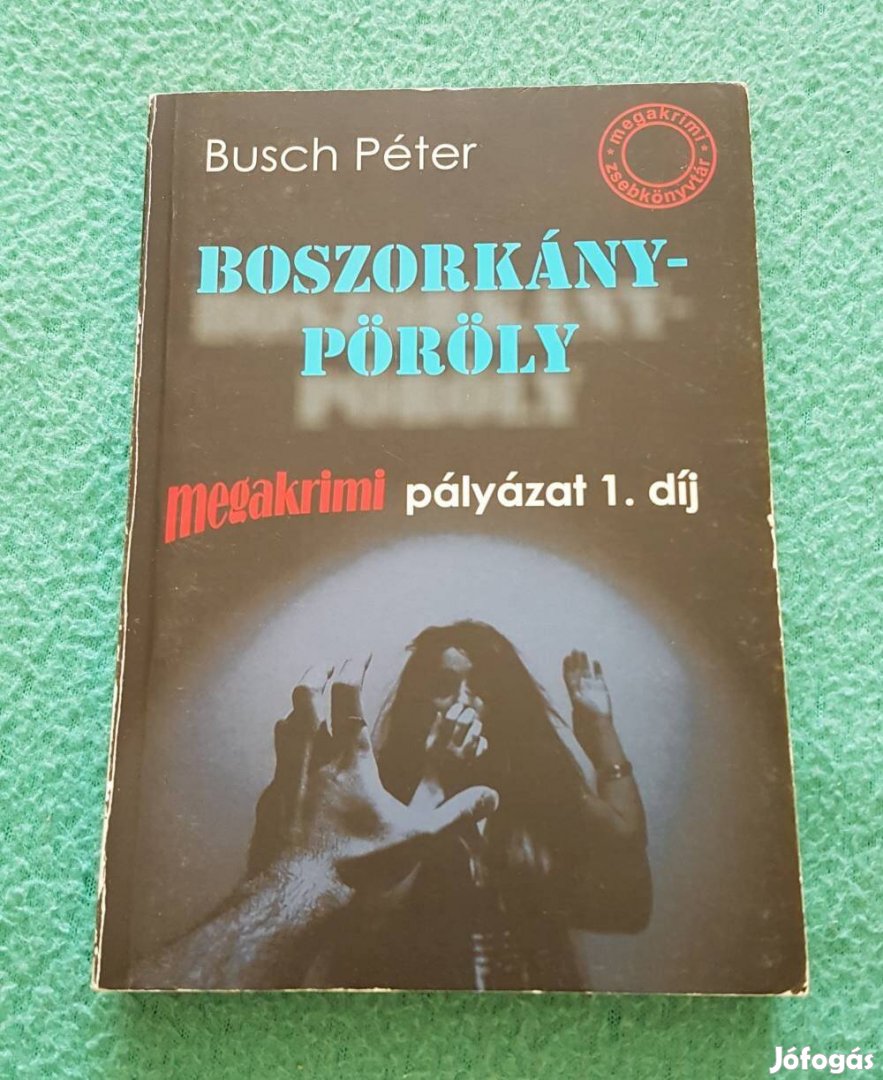 Busch Péter
megakrimi
zsebkönyvtár
BOSZORKÁNY-
PÖRÖLY
megakrimi pályázat 1. díj
Jófogás